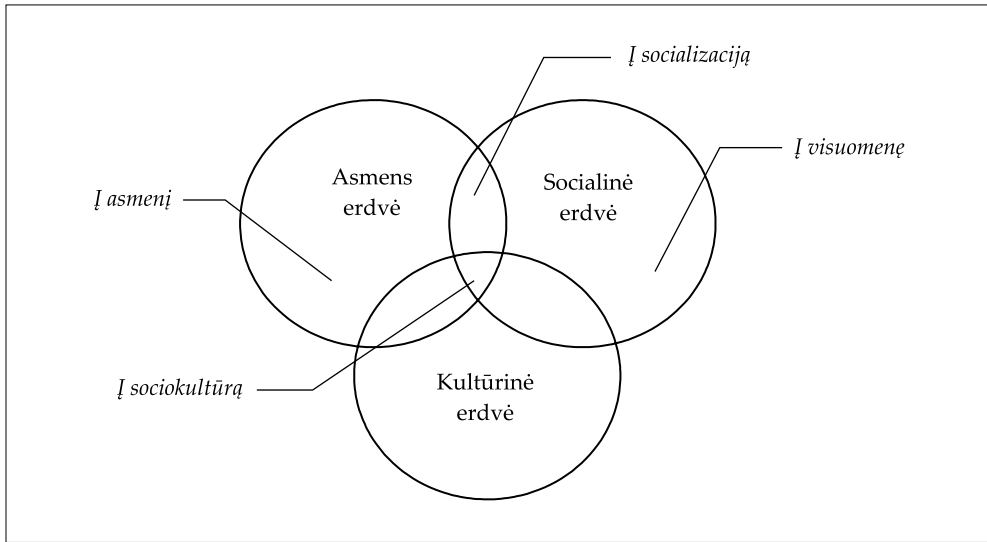 Į socializaciją
Į visuomenę
Asmens
erdvė
Socialinė
erdvė
Į asmenį
Į sociokultūrą
Kultūrinė
erdvė